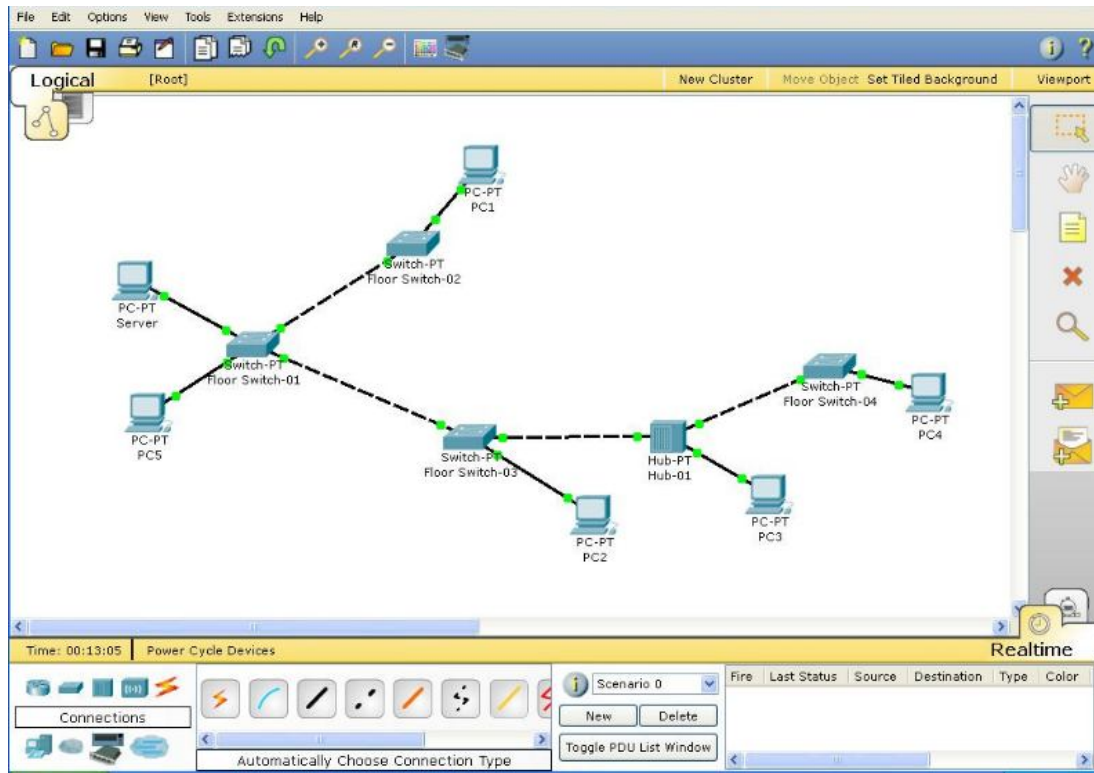 File Edit Options View Tools Extensions Help
Logical [Root] New Cluster Move Object Set Tiled Background Viewport
PC-PT
PC1
Switch-PT
Floor Switch-02
PC-PT
Server
Switch-PT
Floor Switch-01
PC-PT
PC5
Switch-PT
Floor Switch-03
PC-PT
PC2
Hub-PT
Hub-01
PC-PT
PC3
Switch-PT
Floor Switch-04
PC-PT
PC4
Time: 00:13:05 Power Cycle Devices Realtime
Connections
Automatically Choose Connection Type
Scenario 0
New Delete
Toggle PDU List Window
Fire Last Status Source Destination Type Color